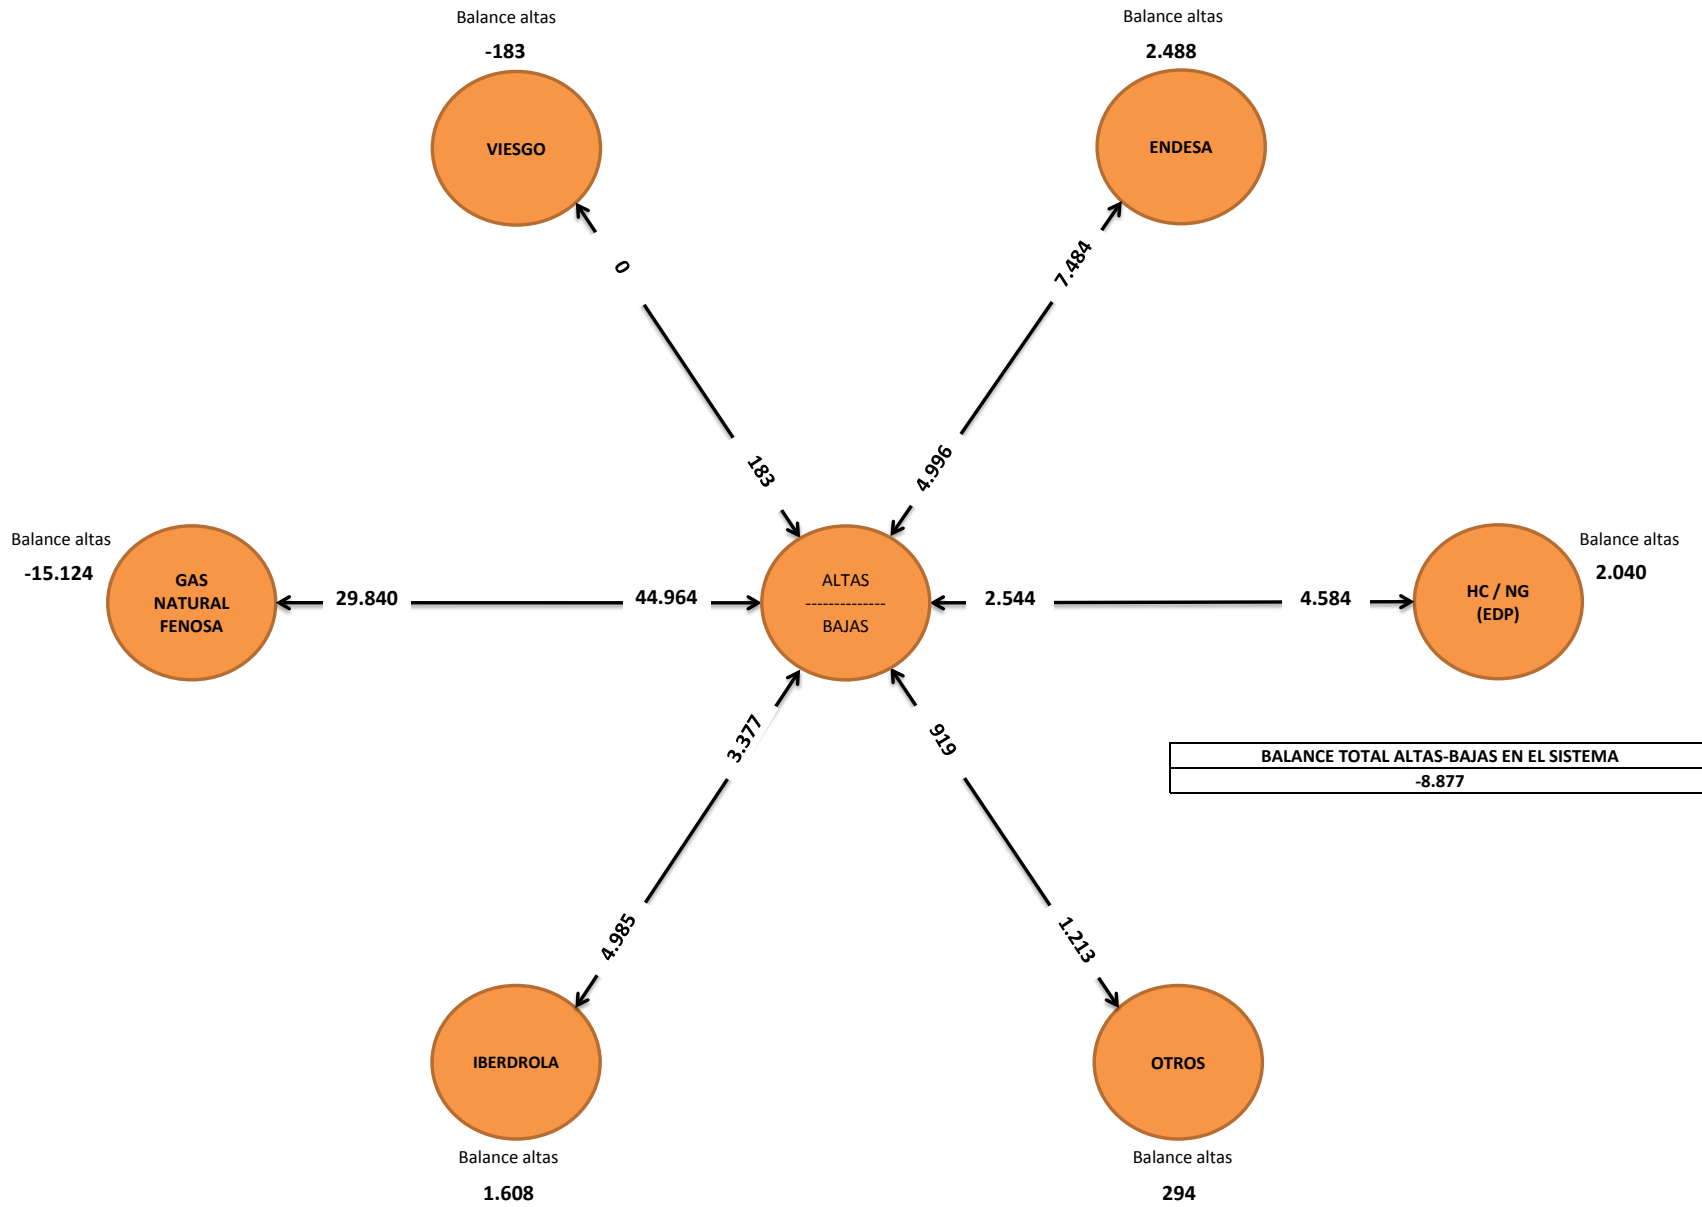 Balance altas
-183
VIESGO
Balance altas
2.488
ENDESA
0
7.484
183
4.996
Balance altas
-15.124
GAS
NATURAL
FENOSA
29.840
44.964
ALTAS
--------------
BAJAS
2.544
4.584
HC / NG
(EDP)
Balance altas
2.040
3.377
919
BALANCE TOTAL ALTAS-BAJAS EN EL SISTEMA
-8.877
4.985
1.213
IBERDROLA
Balance altas
1.608
OTROS
Balance altas
294